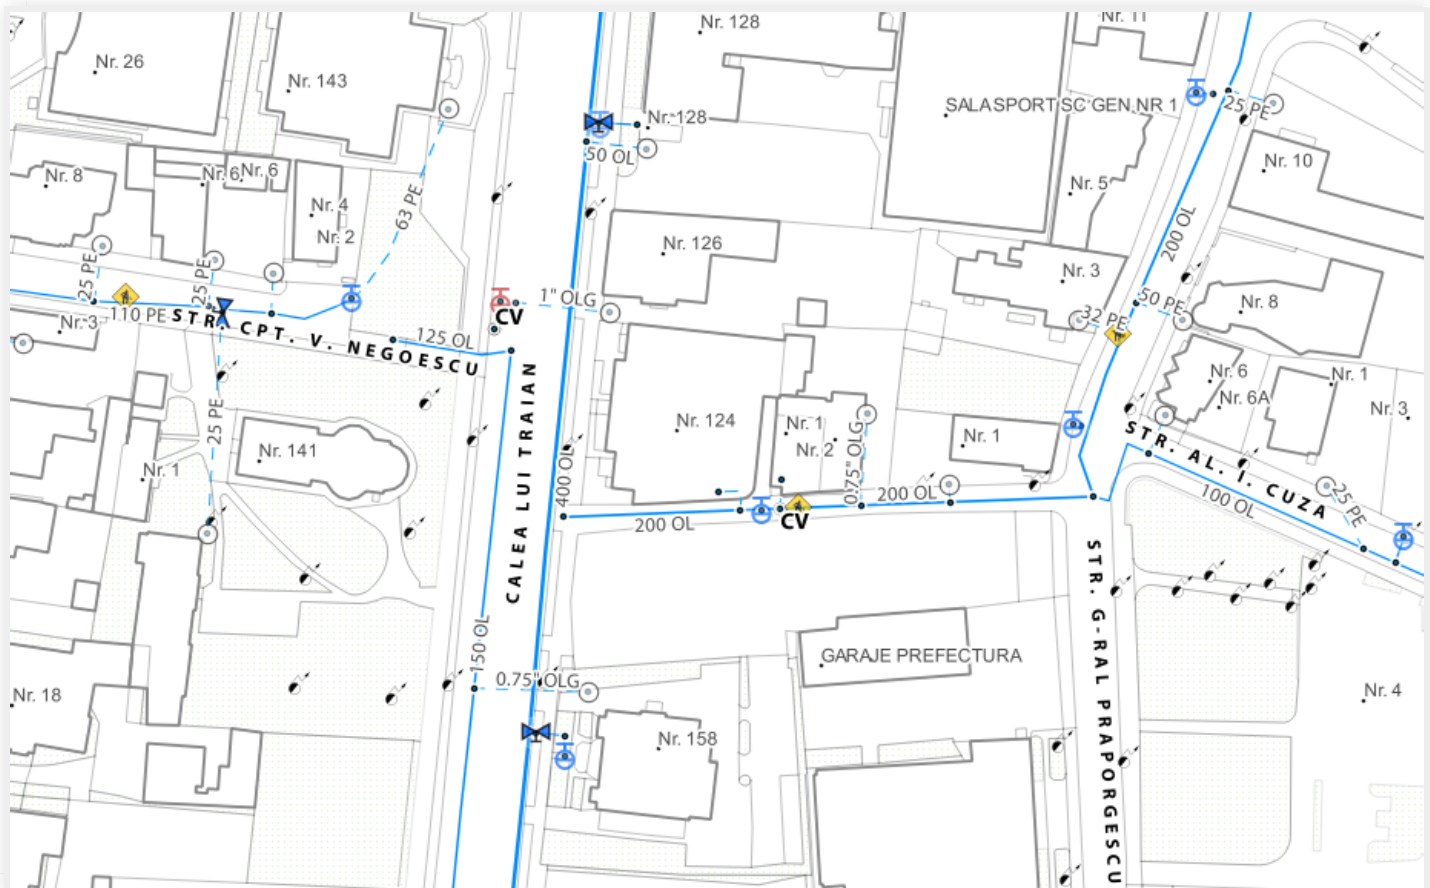 Nr. 128
Nr. 11
Nr. 26
Nr. 143
SALA SPORT SC GEN NR 1
25 PE
Nr. 128
50 OL
Nr. 10
Nr. 8
Nr. 6
Nr. 6
Nr. 5
Nr. 4
63 PE
Nr. 2
200 OL
Nr. 126
25 PE
25 PE
Nr. 3
1" OLG
50 PE
Nr. 8
CV
32 PE
110 PE
STR. CPT. V. NEGOESCU
Nr. 3
125 OL
CALEA LUI TRAIAN
Nr. 6
Nr. 1
Nr. 6A
Nr. 3
25 PE
Nr. 124
Nr. 1
Nr. 2
0.75" OLG
Nr. 1
STR. AL. I. CUZA
Nr. 141
Nr. 1
400 OL
200 OL
200 OL
CV
100 OL
25 PE
STR. G-RAL PRAPORGESCU
150 OL
GARAJE PREFECTURA
0.75" OLG
Nr. 18
Nr. 4
Nr. 158